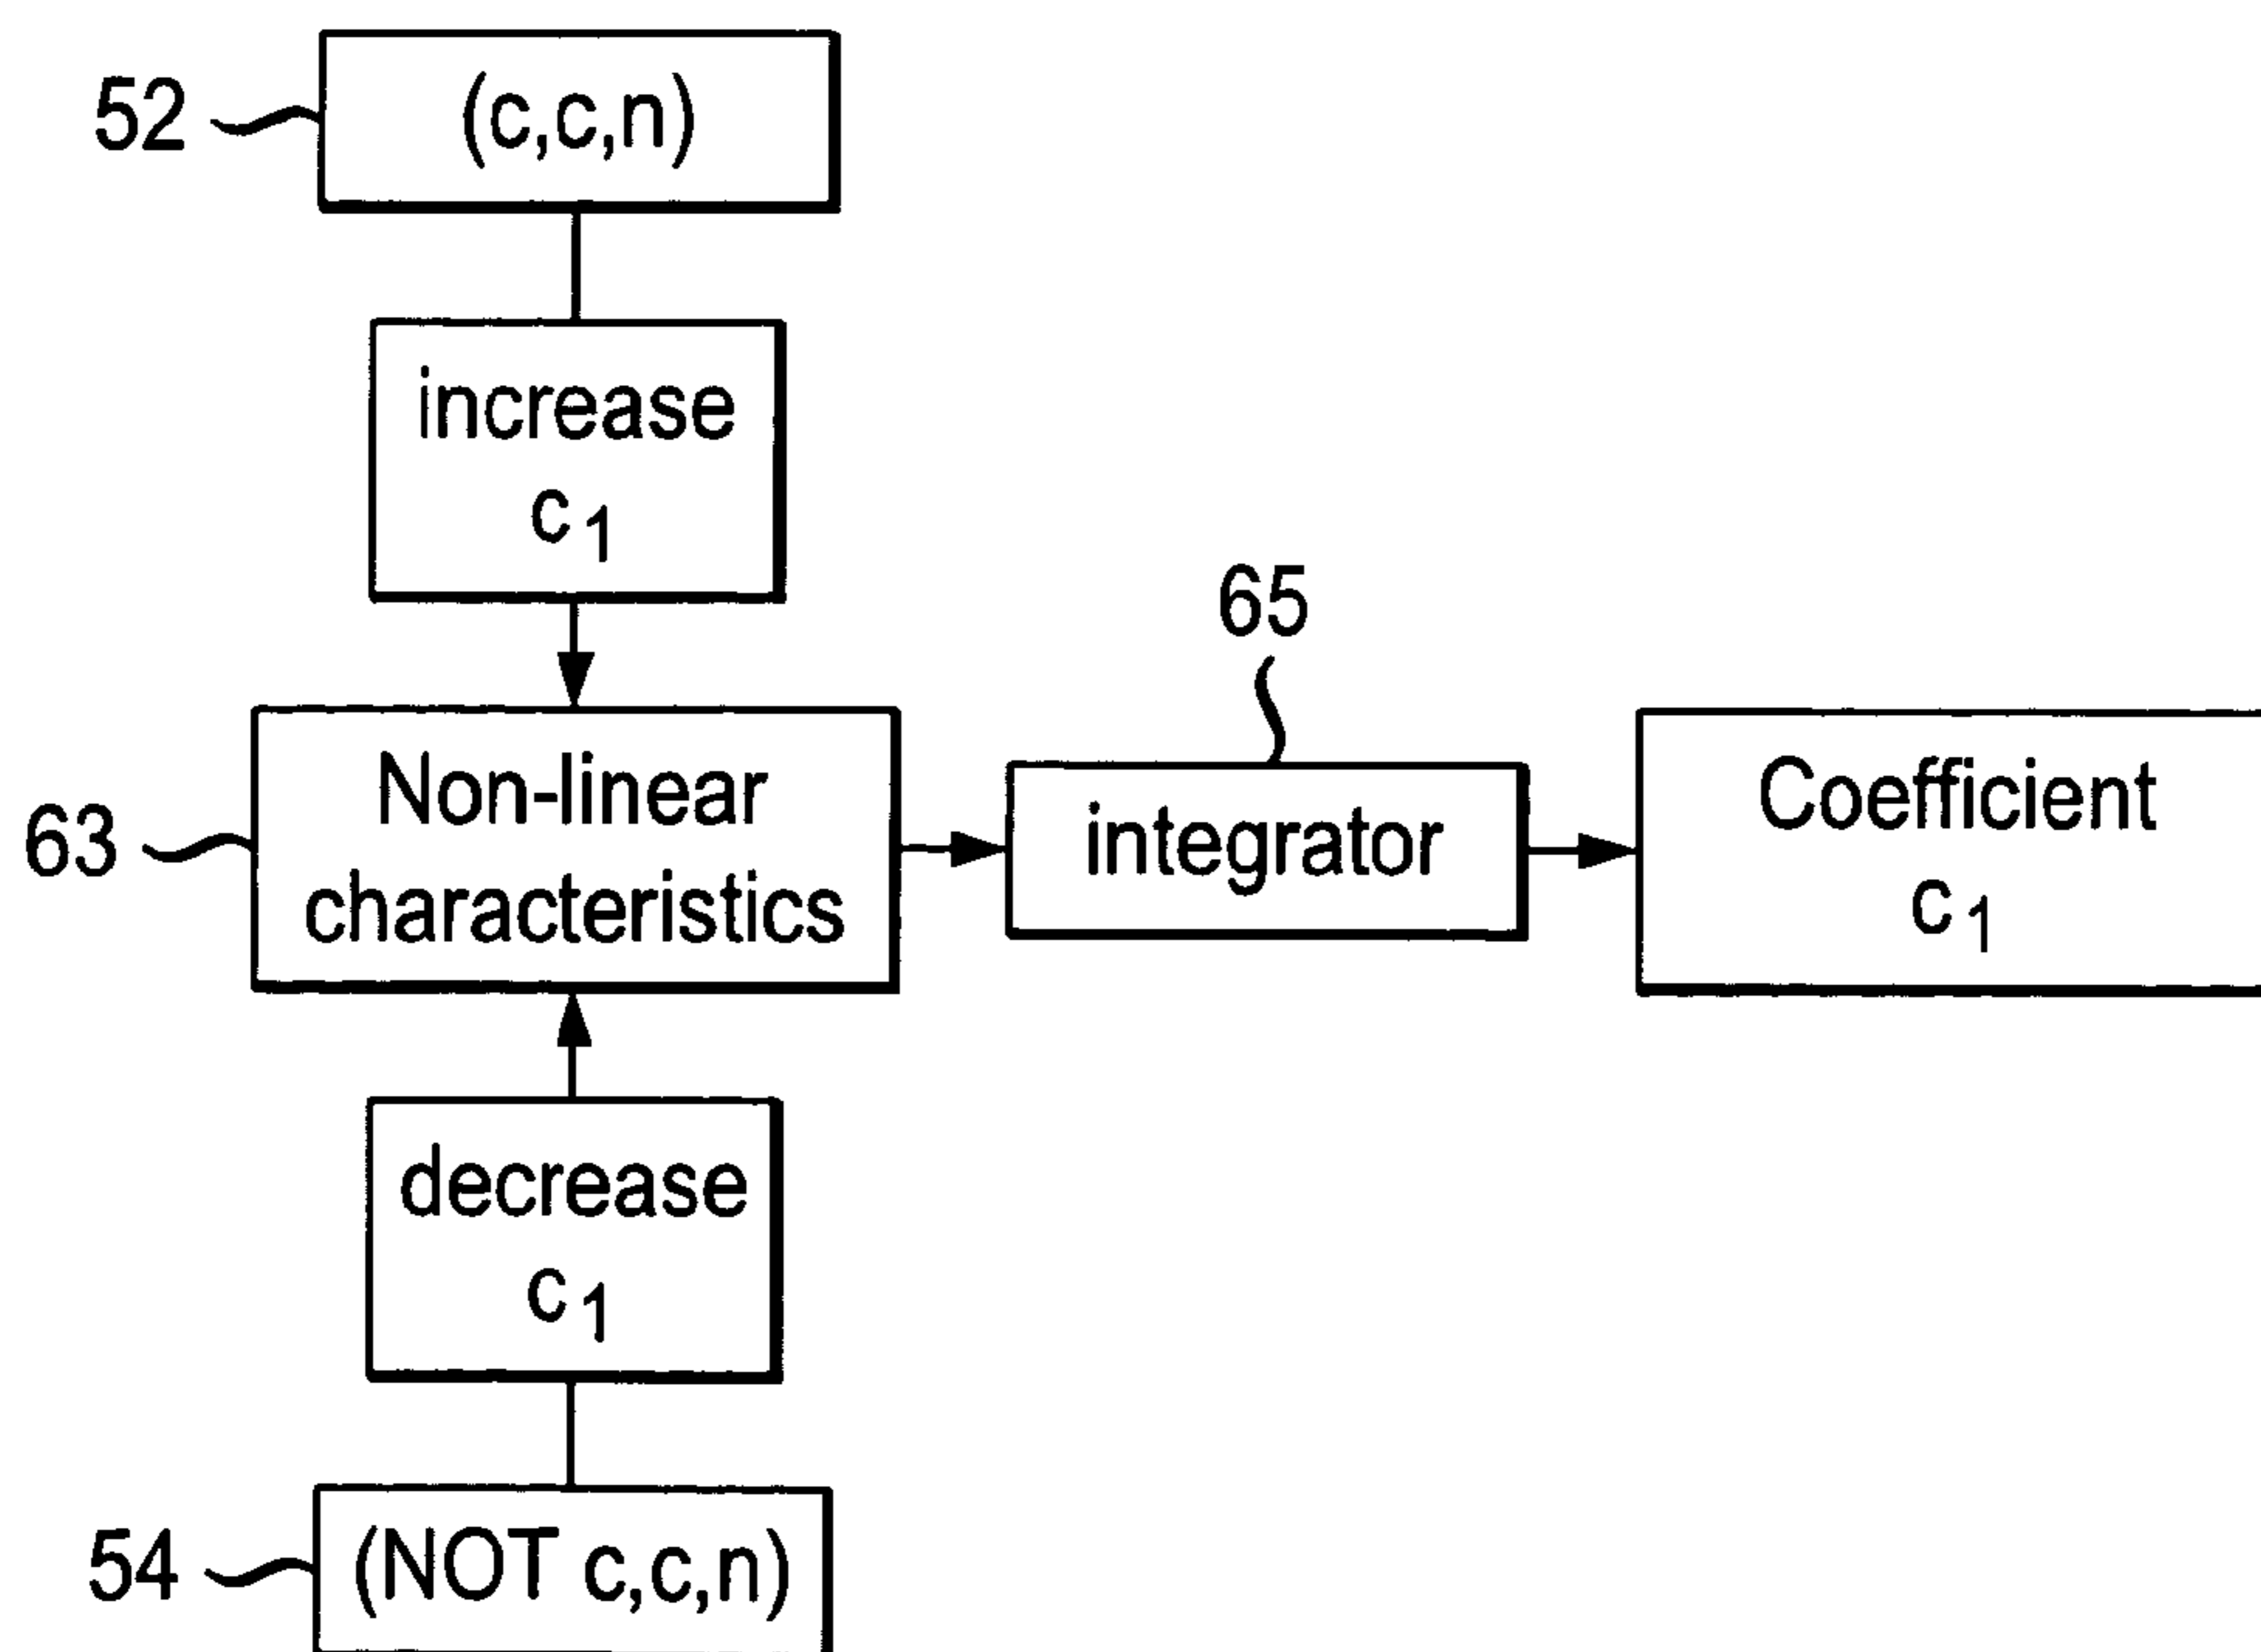 52
(c,c,n)
increase
c1
65
63
Non-linear
characteristics
integrator
Coefficient
c1
decrease
c1
54
(NOT c,c,n)